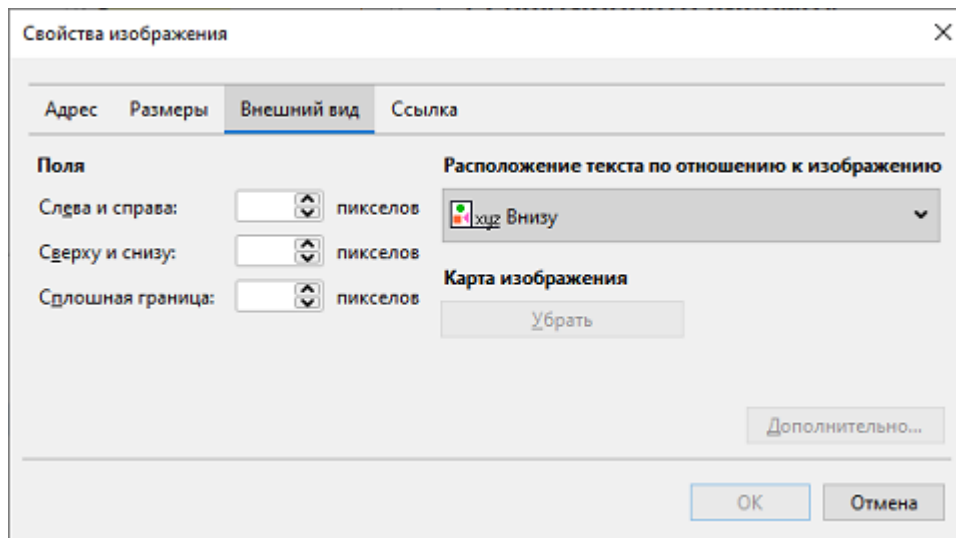 Свойства изображения
Адрес Размеры Внешний вид Ссылка
Поля
Слева и справа: пикселов
Сверху и снизу: пикселов
Сплошная граница: пикселов
Расположение текста по отношению к изображению
xyz Внизу
Карта изображения
Убрать
Дополнительно...
OK Отмена